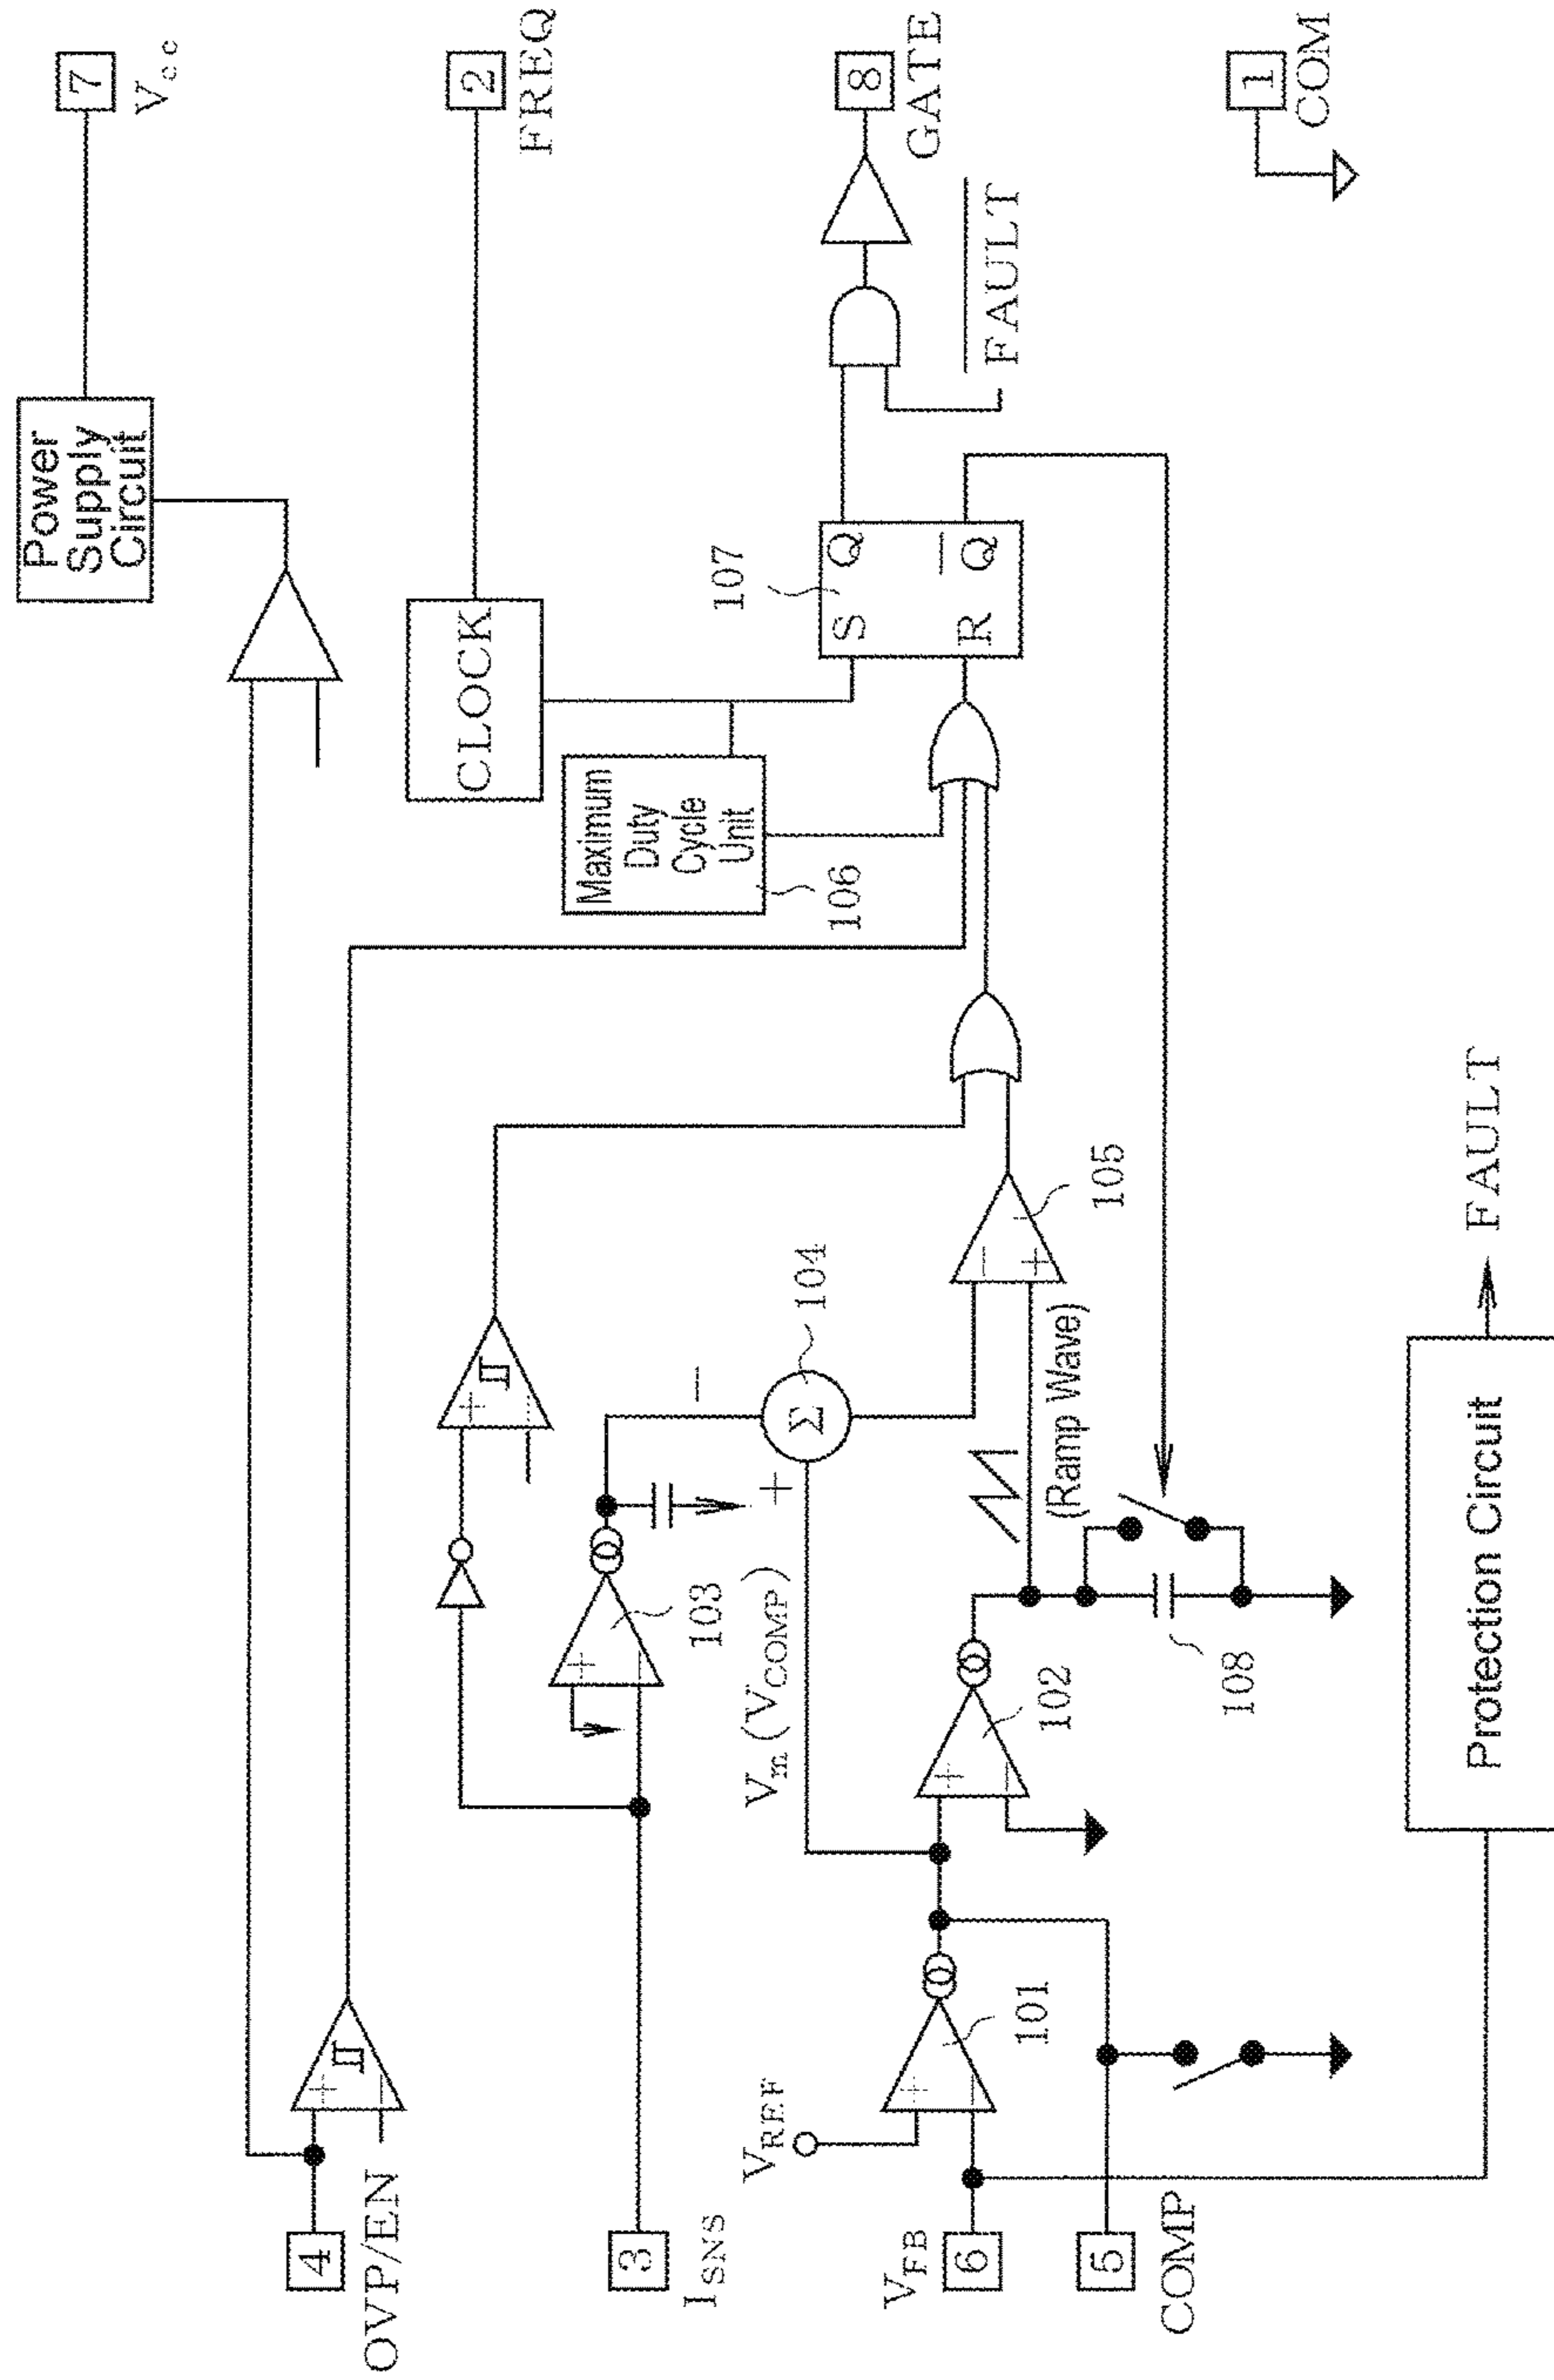 4
OVP/EN
Power
Supply
Circuit
7
Vcc
3
ISNS
+
CLOCK
2
FREQ
+
−
103
Maximum
Duty
Cycle
Unit
106
VREF
Vm (VCOMP)
+
−
Σ
104
107
S
Q
R
Q̅
8
GATE
VFB
6
+
−
101
+
−
102
−
+
105
FAULT̅
5
COMP
108
(Ramp Wave)
1
COM
Protection Circuit
FAULT